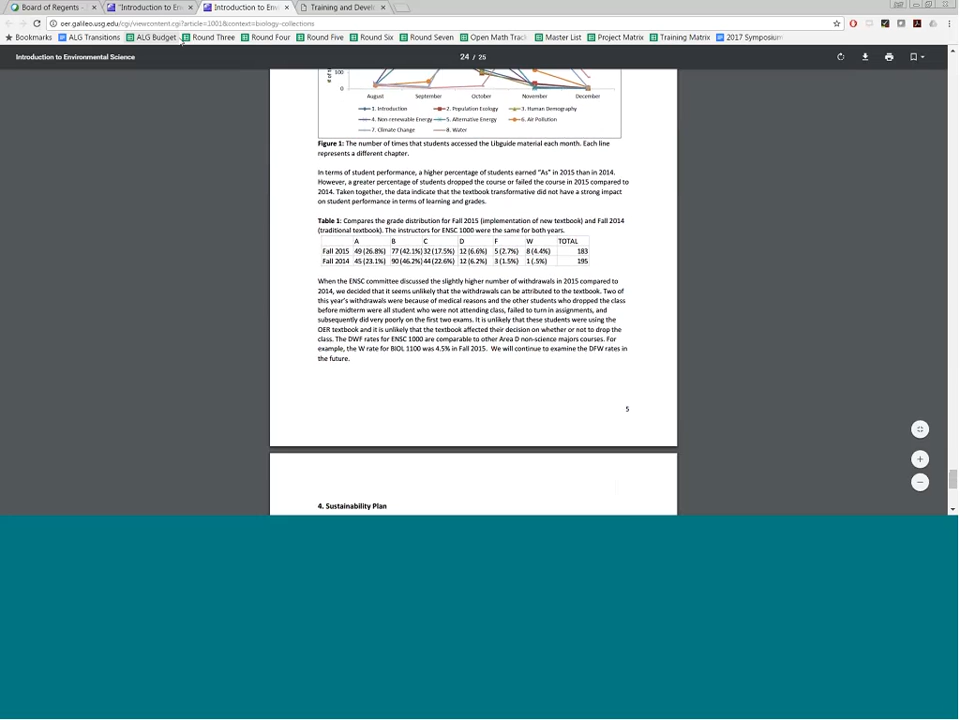 Board of Regents -
"Introduction to En
Introduction to Env
Training and Devel
oer.galileo.usg.edu/cgi/viewcontent.cgi?article=1001&context=biology-collections
Bookmarks ALG Transitions ALG Budget Round Three Round Four Round Five Round Six Round Seven Open Math Track Master List Project Matrix Training Matrix 2017 Symposium
Introduction to Environmental Science
24 / 25
# of ti
100
0
August September October November December
1. Introduction 2. Population Ecology 3. Human Demography
4. Non-renewable Energy 5. Alternative Energy 6. Air Pollution
7. Climate Change 8. Water
Figure 1: The number of times that students accessed the Libguide material each month. Each line
represents a different chapter.
In terms of student performance, a higher percentage of students earned "As" in 2015 than in 2014.
However, a greater percentage of students dropped the course or failed the course in 2015 compared to
2014. Taken together, the data indicate that the textbook transformative did not have a strong impact
on student performance in terms of learning and grades.
Table 1: Compares the grade distribution for Fall 2015 (implementation of new textbook) and Fall 2014
(traditional textbook). The instructors for ENSC 1000 were the same for both years.
A B C D F W TOTAL
Fall 2015 49 (26.8%) 77 (42.1%) 32 (17.5%) 12 (6.6%) 5 (2.7%) 8 (4.4%) 183
Fall 2014 45 (23.1%) 90 (46.2%) 44 (22.6%) 12 (6.2%) 3 (1.5%) 1 (.5%) 195
When the ENSC committee discussed the slightly higher number of withdrawals in 2015 compared to
2014, we decided that it seems unlikely that the withdrawals can be attributed to the textbook. Two of
this year's withdrawals were because of medical reasons and the other students who dropped the class
before midterm were all student who were not attending class, failed to turn in assignments, and
subsequently did very poorly on the first two exams. It is unlikely that these students were using the
OER textbook and it is unlikely that the textbook affected their decision on whether or not to drop the
class. The DWF rates for ENSC 1000 are comparable to other Area D non-science majors courses. For
example, the W rate for BIOL 1100 was 4.5% in Fall 2015. We will continue to examine the DFW rates in
the future.
5
4. Sustainability Plan